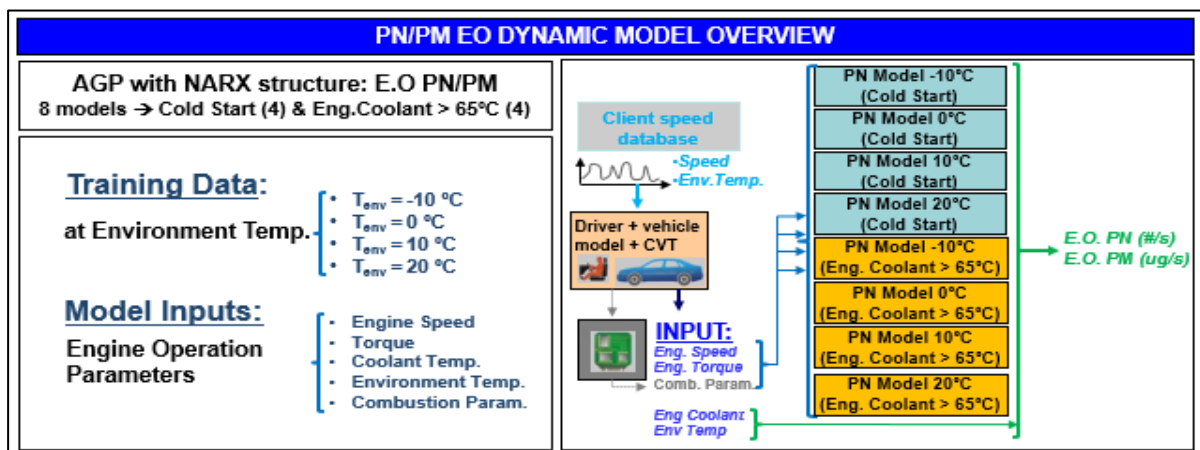 PN/PM EO DYNAMIC MODEL OVERVIEW
AGP with NARX structure: E.O PN/PM
8 models → Cold Start (4) & Eng.Coolant > 65ºC (4)
Training Data:
at Environment Temp.
• Tenv = -10 ºC
• Tenv = 0 ºC
• Tenv = 10 ºC
• Tenv = 20 ºC
Model Inputs:
Engine Operation
Parameters
• Engine Speed
• Torque
• Coolant Temp.
• Environment Temp.
• Combustion Param.
Client speed
database
•Speed
•Env.Temp.
Driver + vehicle
model + CVT
INPUT:
Eng. Speed
Eng. Torque
Comb. Param.
Eng Coolant
Env Temp
PN Model -10°C
(Cold Start)
PN Model 0°C
(Cold Start)
PN Model 10°C
(Cold Start)
PN Model 20°C
(Cold Start)
PN Model -10°C
(Eng. Coolant > 65°C)
PN Model 0°C
(Eng. Coolant > 65°C)
PN Model 10°C
(Eng. Coolant > 65°C)
PN Model 20°C
(Eng. Coolant > 65°C)
E.O. PN (#/s)
E.O. PM (ug/s)